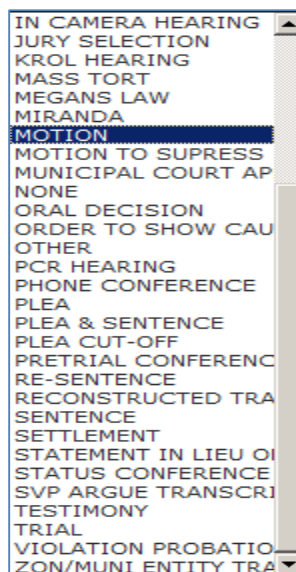 IN CAMERA HEARING
JURY SELECTION
KROL HEARING
MASS TORT
MEGANS LAW
MIRANDA
MOTION
MOTION TO SUPRESS
MUNICIPAL COURT AP
NONE
ORAL DECISION
ORDER TO SHOW CAU
OTHER
PCR HEARING
PHONE CONFERENCE
PLEA
PLEA & SENTENCE
PLEA CUT-OFF
PRETRIAL CONFERENC
RE-SENTENCE
RECONSTRUCTED TRA
SENTENCE
SETTLEMENT
STATEMENT IN LIEU O
STATUS CONFERENCE
SVP ARGUE TRANSCRI
TESTIMONY
TRIAL
VIOLATION PROBATIO
ZON/MUNI ENTITY TRA